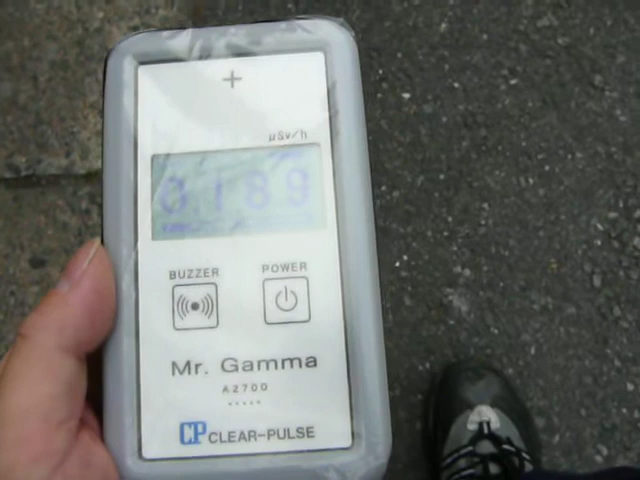 μSv/h
0.189
BUZZER
POWER
Mr. Gamma
A2700
CP CLEAR-PULSE